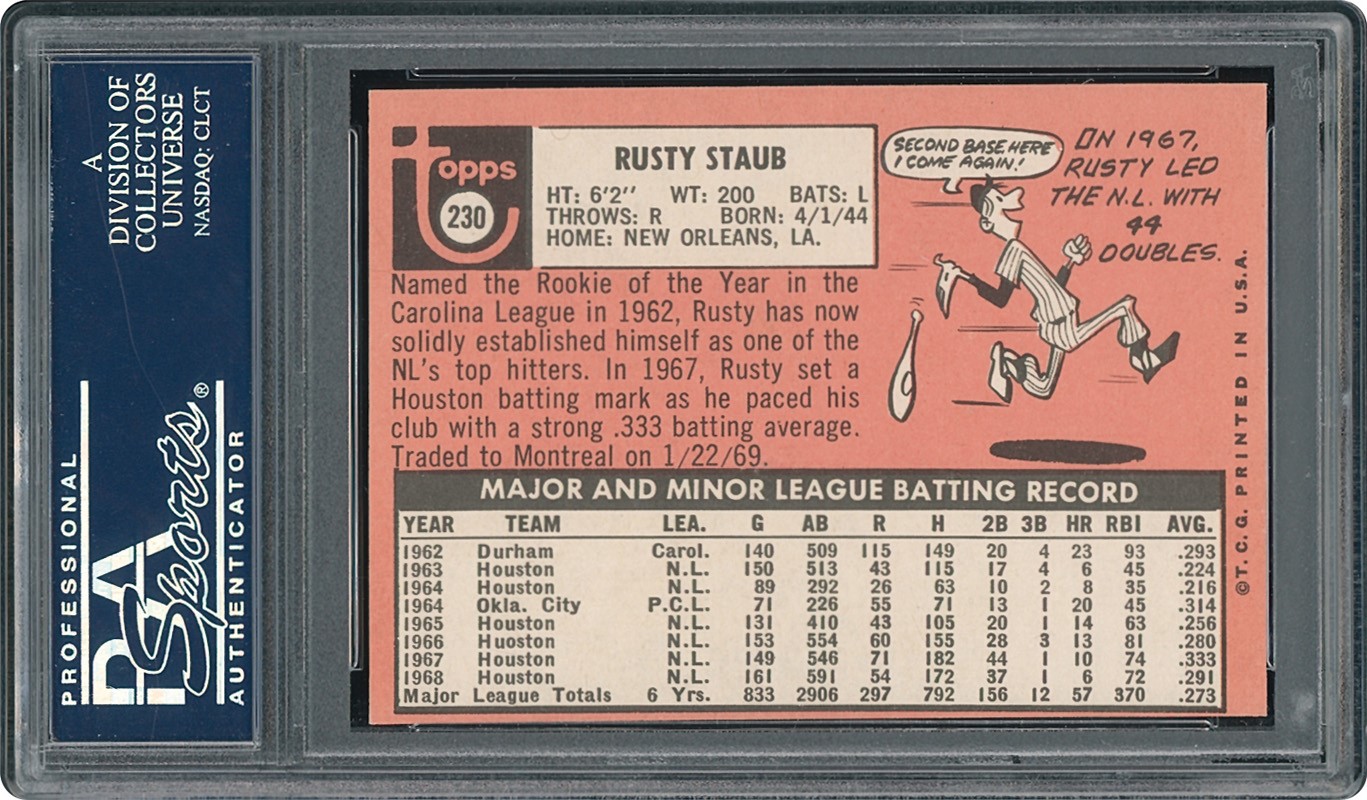 A
DIVISION OF
COLLECTORS
UNIVERSE
NASDAQ: CLCT
PROFESSIONAL
PSA
Sports®
AUTHENTICATOR
Topps
230
RUSTY STAUB
HT: 6'2" WT: 200 BATS: L
THROWS: R BORN: 4/1/44
HOME: NEW ORLEANS, LA.
SECOND BASE HERE
I COME AGAIN!
IN 1967,
RUSTY LED
THE N.L. WITH
44
DOUBLES.
Named the Rookie of the Year in the
Carolina League in 1962, Rusty has now
solidly established himself as one of the
NL's top hitters. In 1967, Rusty set a
Houston batting mark as he paced his
club with a strong .333 batting average.
Traded to Montreal on 1/22/69.
MAJOR AND MINOR LEAGUE BATTING RECORD
YEAR TEAM LEA. G AB R H 2B 3B HR RBI AVG.
1962 Durham Carol. 140 509 115 149 20 4 23 93 .293
1963 Houston N.L. 150 513 43 115 17 4 6 45 .224
1964 Houston N.L. 89 292 26 63 10 2 8 35 .216
1964 Okla. City P.C.L. 71 226 55 71 13 1 20 45 .314
1965 Houston N.L. 131 410 43 105 20 1 14 63 .256
1966 Huoston N.L. 153 554 60 155 28 3 13 81 .280
1967 Houston N.L. 149 546 71 182 44 1 10 74 .333
1968 Houston N.L. 161 591 54 172 37 1 6 72 .291
Major League Totals 6 Yrs. 833 2906 297 792 156 12 57 370 .273
©T.C.G. PRINTED IN U.S.A.